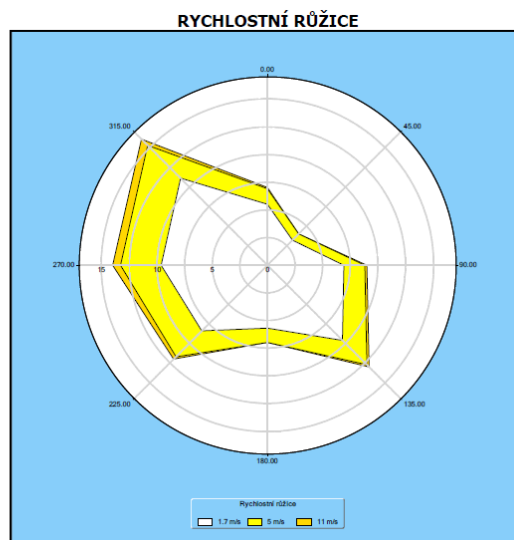 RYCHLOSTNÍ RŮŽICE
0.00
315.00
45.00
270.00
15
10
5
0
90.00
225.00
135.00
180.00
Rychlostní růžice
1.7 m/s
5 m/s
11 m/s